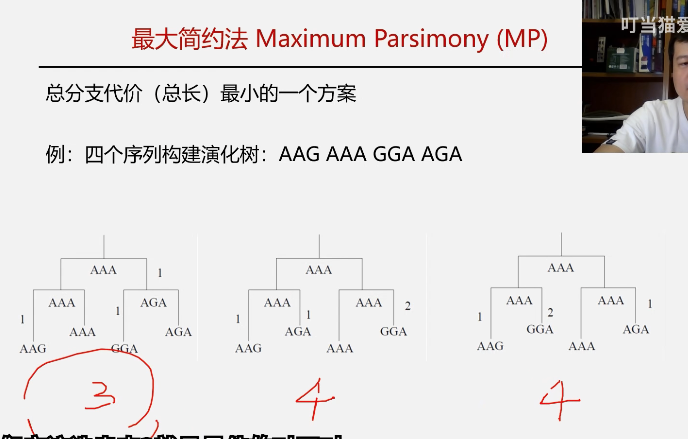 最大简约法 Maximum Parsimony (MP)
叮当猫爱
总分支代价（总长）最小的一个方案
例：四个序列构建演化树：AAG AAA GGA AGA
AAA 1
AAA AGA
1 1
AAA AGA
AAG GGA
3
AAA
AAA AAA 2
1 1
AGA GGA
AAG AAA
4
AAA
AAA AAA 1
1 2
GGA AGA
AAG AAA
4